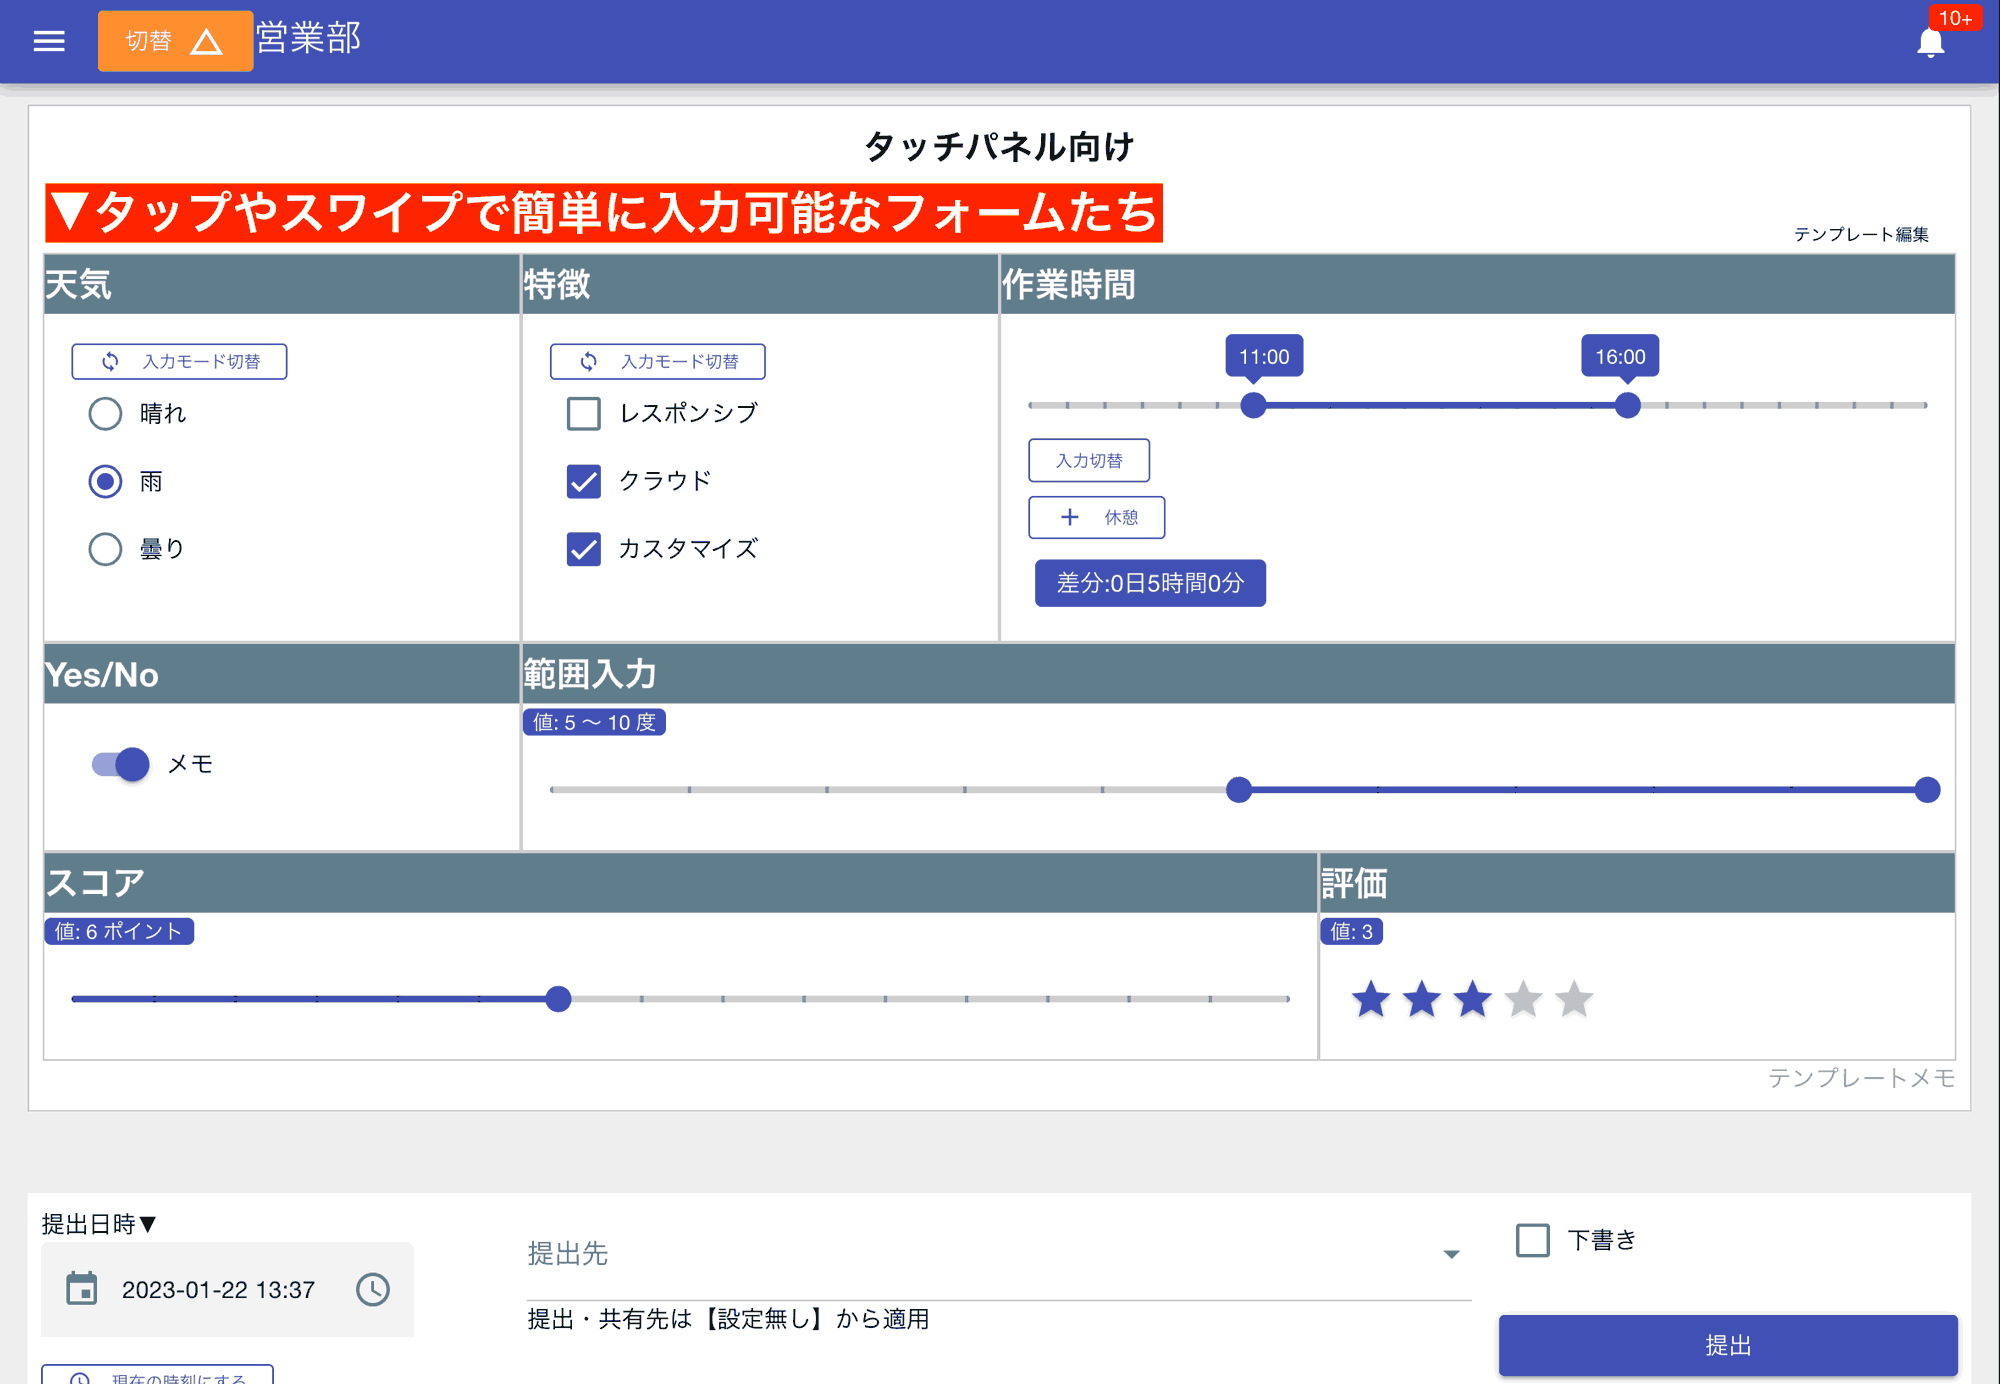 切替 営業部 10+
タッチパネル向け
▼タップやスワイプで簡単に入力可能なフォームたち
テンプレート編集
天気 特徴 作業時間
11:00 16:00
入力モード切替 入力モード切替
晴れ レスポンシブ
入力切替
雨 クラウド
休憩
曇り カスタマイズ
差分:0日5時間0分
Yes/No 範囲入力
値: 5 〜 10 度
メモ
スコア 評価
値: 6 ポイント 値: 3
テンプレートメモ
提出日時▼
提出先 下書き
2023-01-22 13:37
提出・共有先は【設定無し】から適用
提出
現在の時刻にする